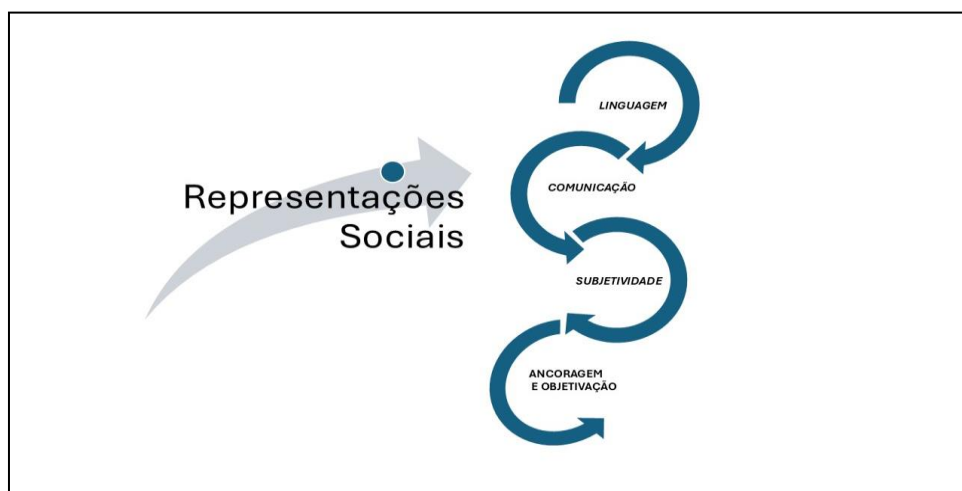 Representações
Sociais
LINGUAGEM
COMUNICAÇÃO
SUBJETIVIDADE
ANCORAGEM
E OBJETIVAÇÃO